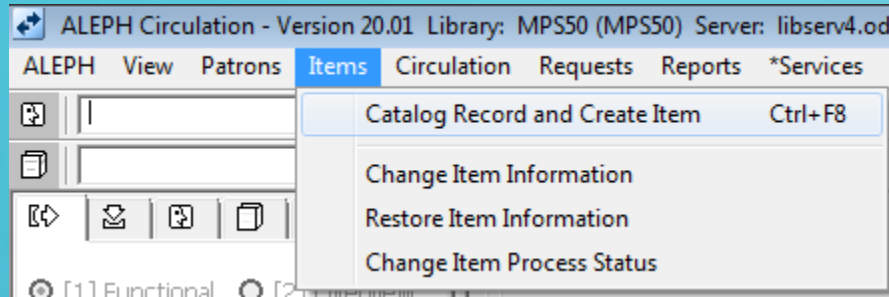 ALEPH Circulation - Version 20.01 Library: MPS50 (MPS50) Server: libserv4.od
ALEPH View Patrons Items Circulation Requests Reports *Services
Catalog Record and Create Item Ctrl+F8
Change Item Information
Restore Item Information
Change Item Process Status
[1] Functional